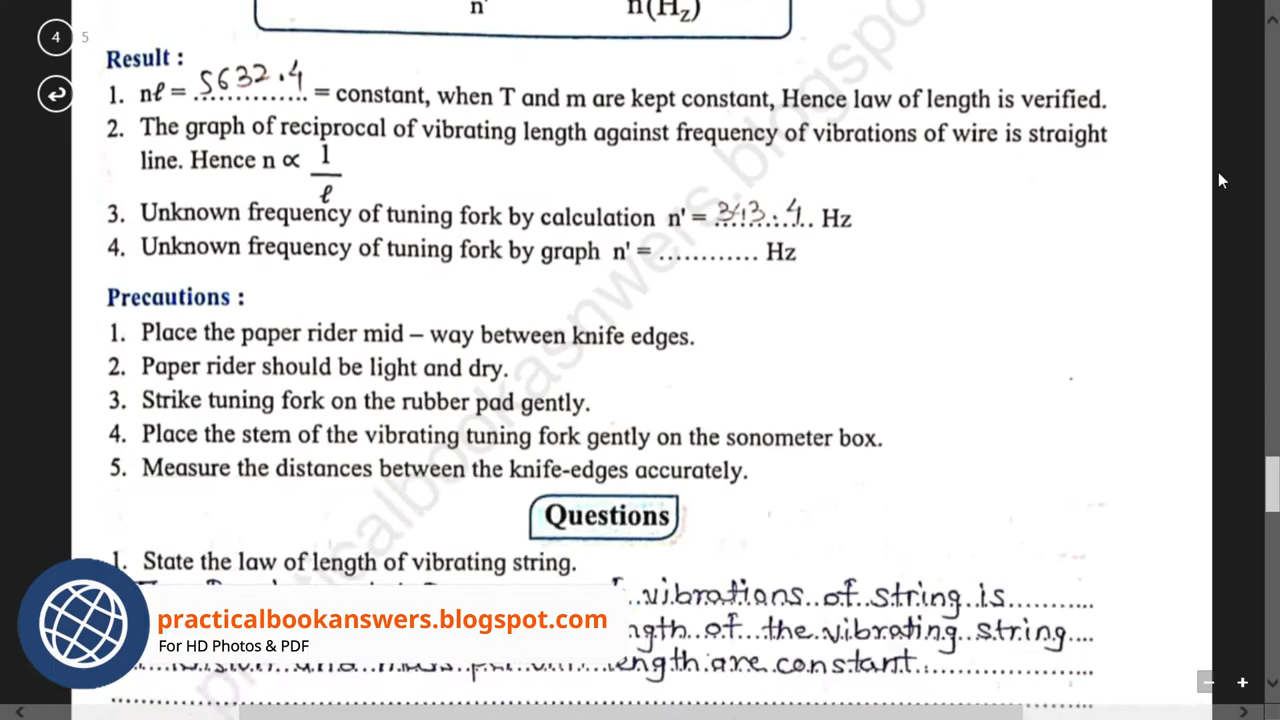 n' n(Hz)
4 5
Result :
1. nℓ = 5632.4 = constant, when T and m are kept constant, Hence law of length is verified.
2. The graph of reciprocal of vibrating length against frequency of vibrations of wire is straight
line. Hence n ∝ 1/ℓ
3. Unknown frequency of tuning fork by calculation n' = 343.4 Hz
4. Unknown frequency of tuning fork by graph n' = ............ Hz
Precautions :
1. Place the paper rider mid – way between knife edges.
2. Paper rider should be light and dry.
3. Strike tuning fork on the rubber pad gently.
4. Place the stem of the vibrating tuning fork gently on the sonometer box.
5. Measure the distances between the knife-edges accurately.
Questions
1. State the law of length of vibrating string.
vibrations of string is
of the vibrating string
length are constant.
practicalbookanswers.blogspot.com
For HD Photos & PDF